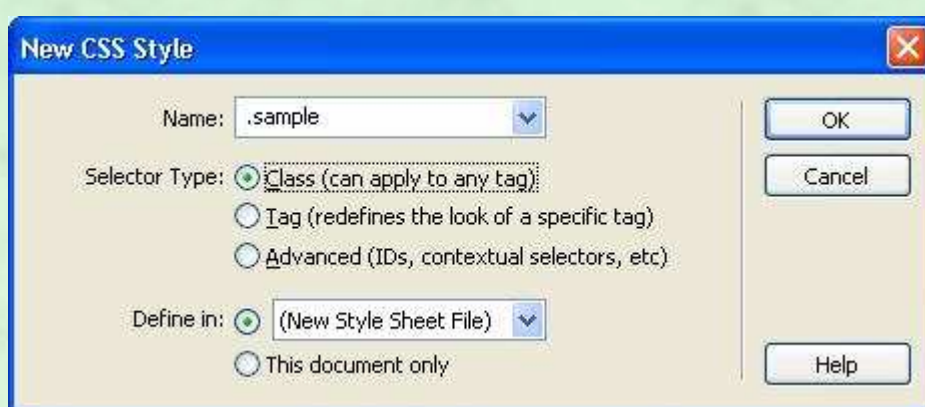 New CSS Style
Name: .sample
OK
Selector Type: Class (can apply to any tag)
Cancel
Tag (redefines the look of a specific tag)
Advanced (IDs, contextual selectors, etc)
Define in: (New Style Sheet File)
This document only
Help